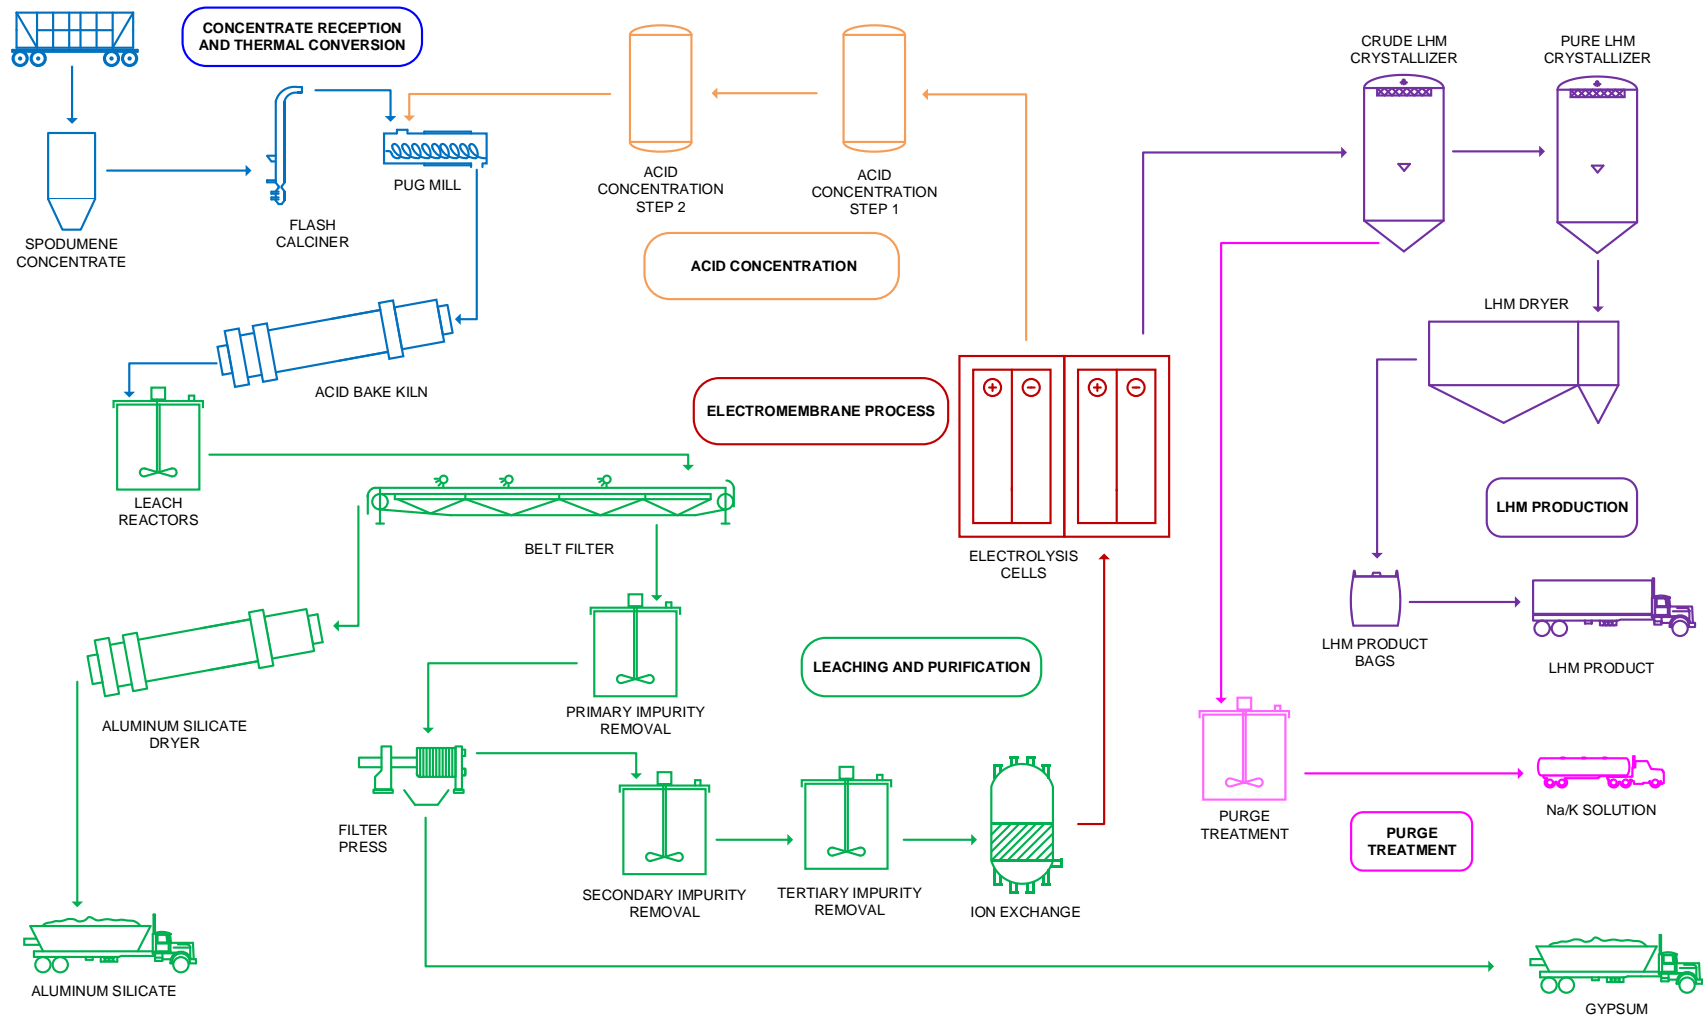 CONCENTRATE RECEPTION
AND THERMAL CONVERSION
CRUDE LHM
CRYSTALLIZER
PURE LHM
CRYSTALLIZER
SPODUMENE
CONCENTRATE
FLASH
CALCINER
PUG MILL
ACID
CONCENTRATION
STEP 2
ACID
CONCENTRATION
STEP 1
ACID CONCENTRATION
LHM DRYER
ACID BAKE KILN
ELECTROMEMBRANE PROCESS
LEACH
REACTORS
BELT FILTER
ELECTROLYSIS
CELLS
LHM PRODUCTION
LHM PRODUCT
BAGS
LHM PRODUCT
LEACHING AND PURIFICATION
ALUMINUM SILICATE
DRYER
PRIMARY IMPURITY
REMOVAL
FILTER
PRESS
SECONDARY IMPURITY
REMOVAL
TERTIARY IMPURITY
REMOVAL
ION EXCHANGE
PURGE
TREATMENT
PURGE
TREATMENT
Na/K SOLUTION
ALUMINUM SILICATE
GYPSUM